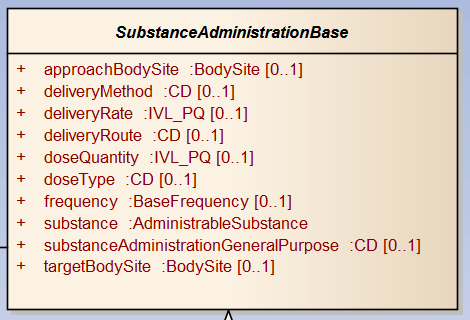 SubstanceAdministrationBase
+ approachBodySite :BodySite [0..1]
+ deliveryMethod :CD [0..1]
+ deliveryRate :IVL_PQ [0..1]
+ deliveryRoute :CD [0..1]
+ doseQuantity :IVL_PQ [0..1]
+ doseType :CD [0..1]
+ frequency :BaseFrequency [0..1]
+ substance :AdministrableSubstance
+ substanceAdministrationGeneralPurpose :CD [0..1]
+ targetBodySite :BodySite [0..1]